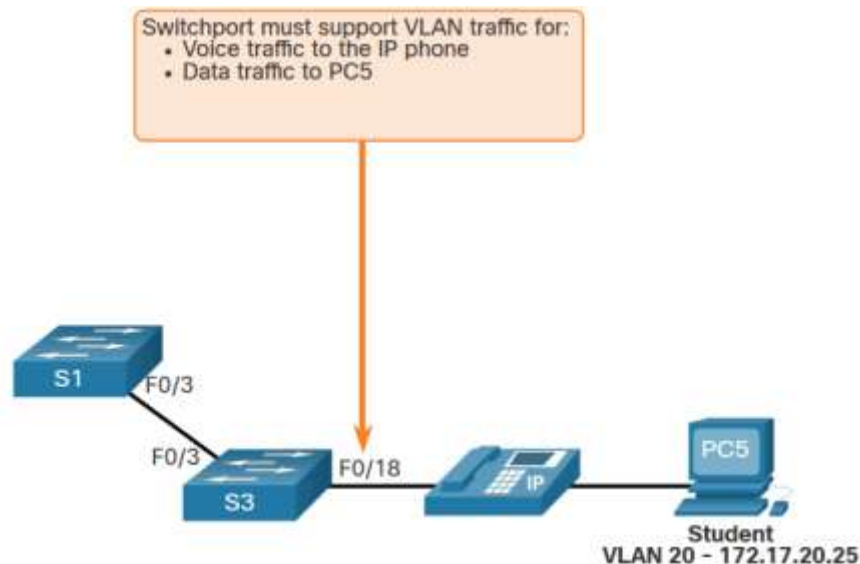 Switchport must support VLAN traffic for:
• Voice traffic to the IP phone
• Data traffic to PC5
S1
F0/3
F0/3
S3
F0/18
IP
PC5
Student
VLAN 20 - 172.17.20.25